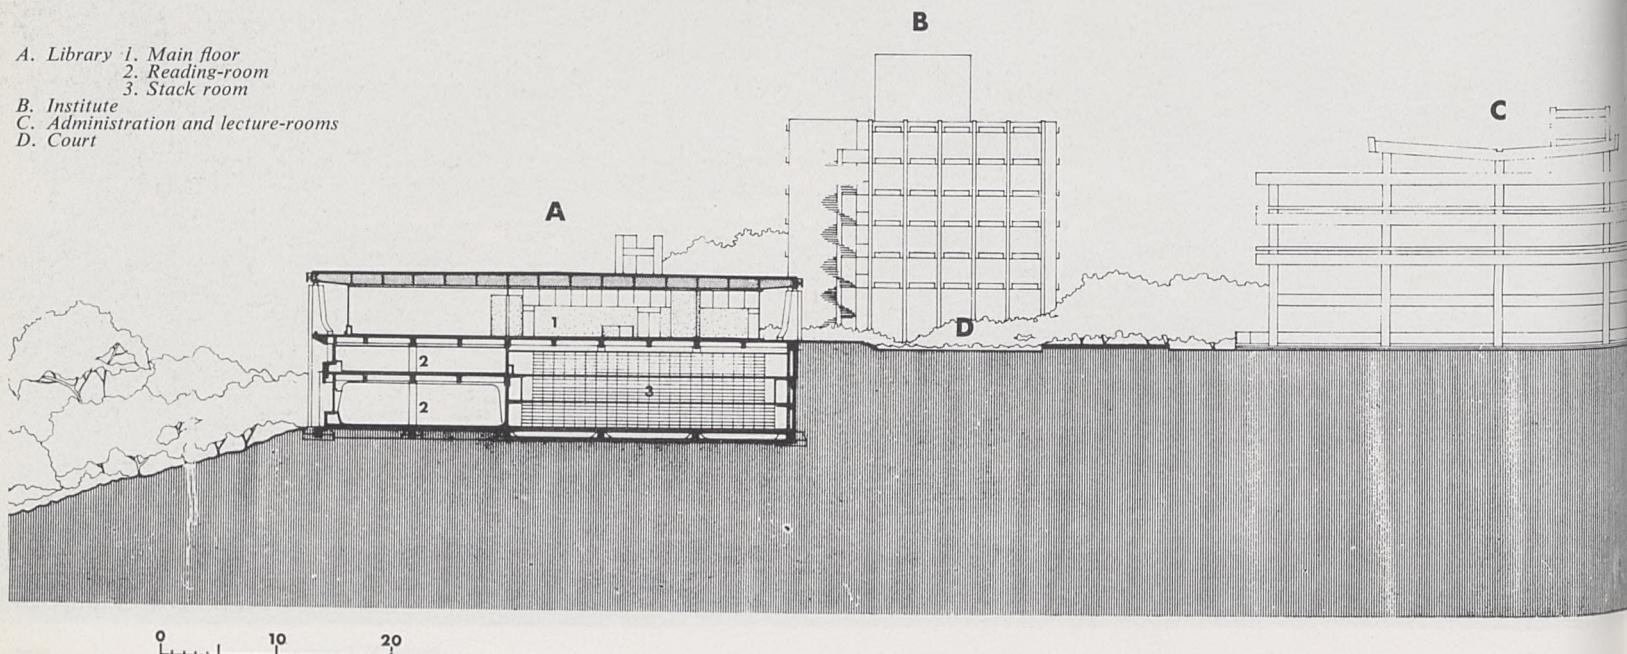 B
A. Library 1. Main floor
2. Reading-room
3. Stack room
B. Institute
C. Administration and lecture-rooms
D. Court
C
A
1
D
2
3
2
0 10 20